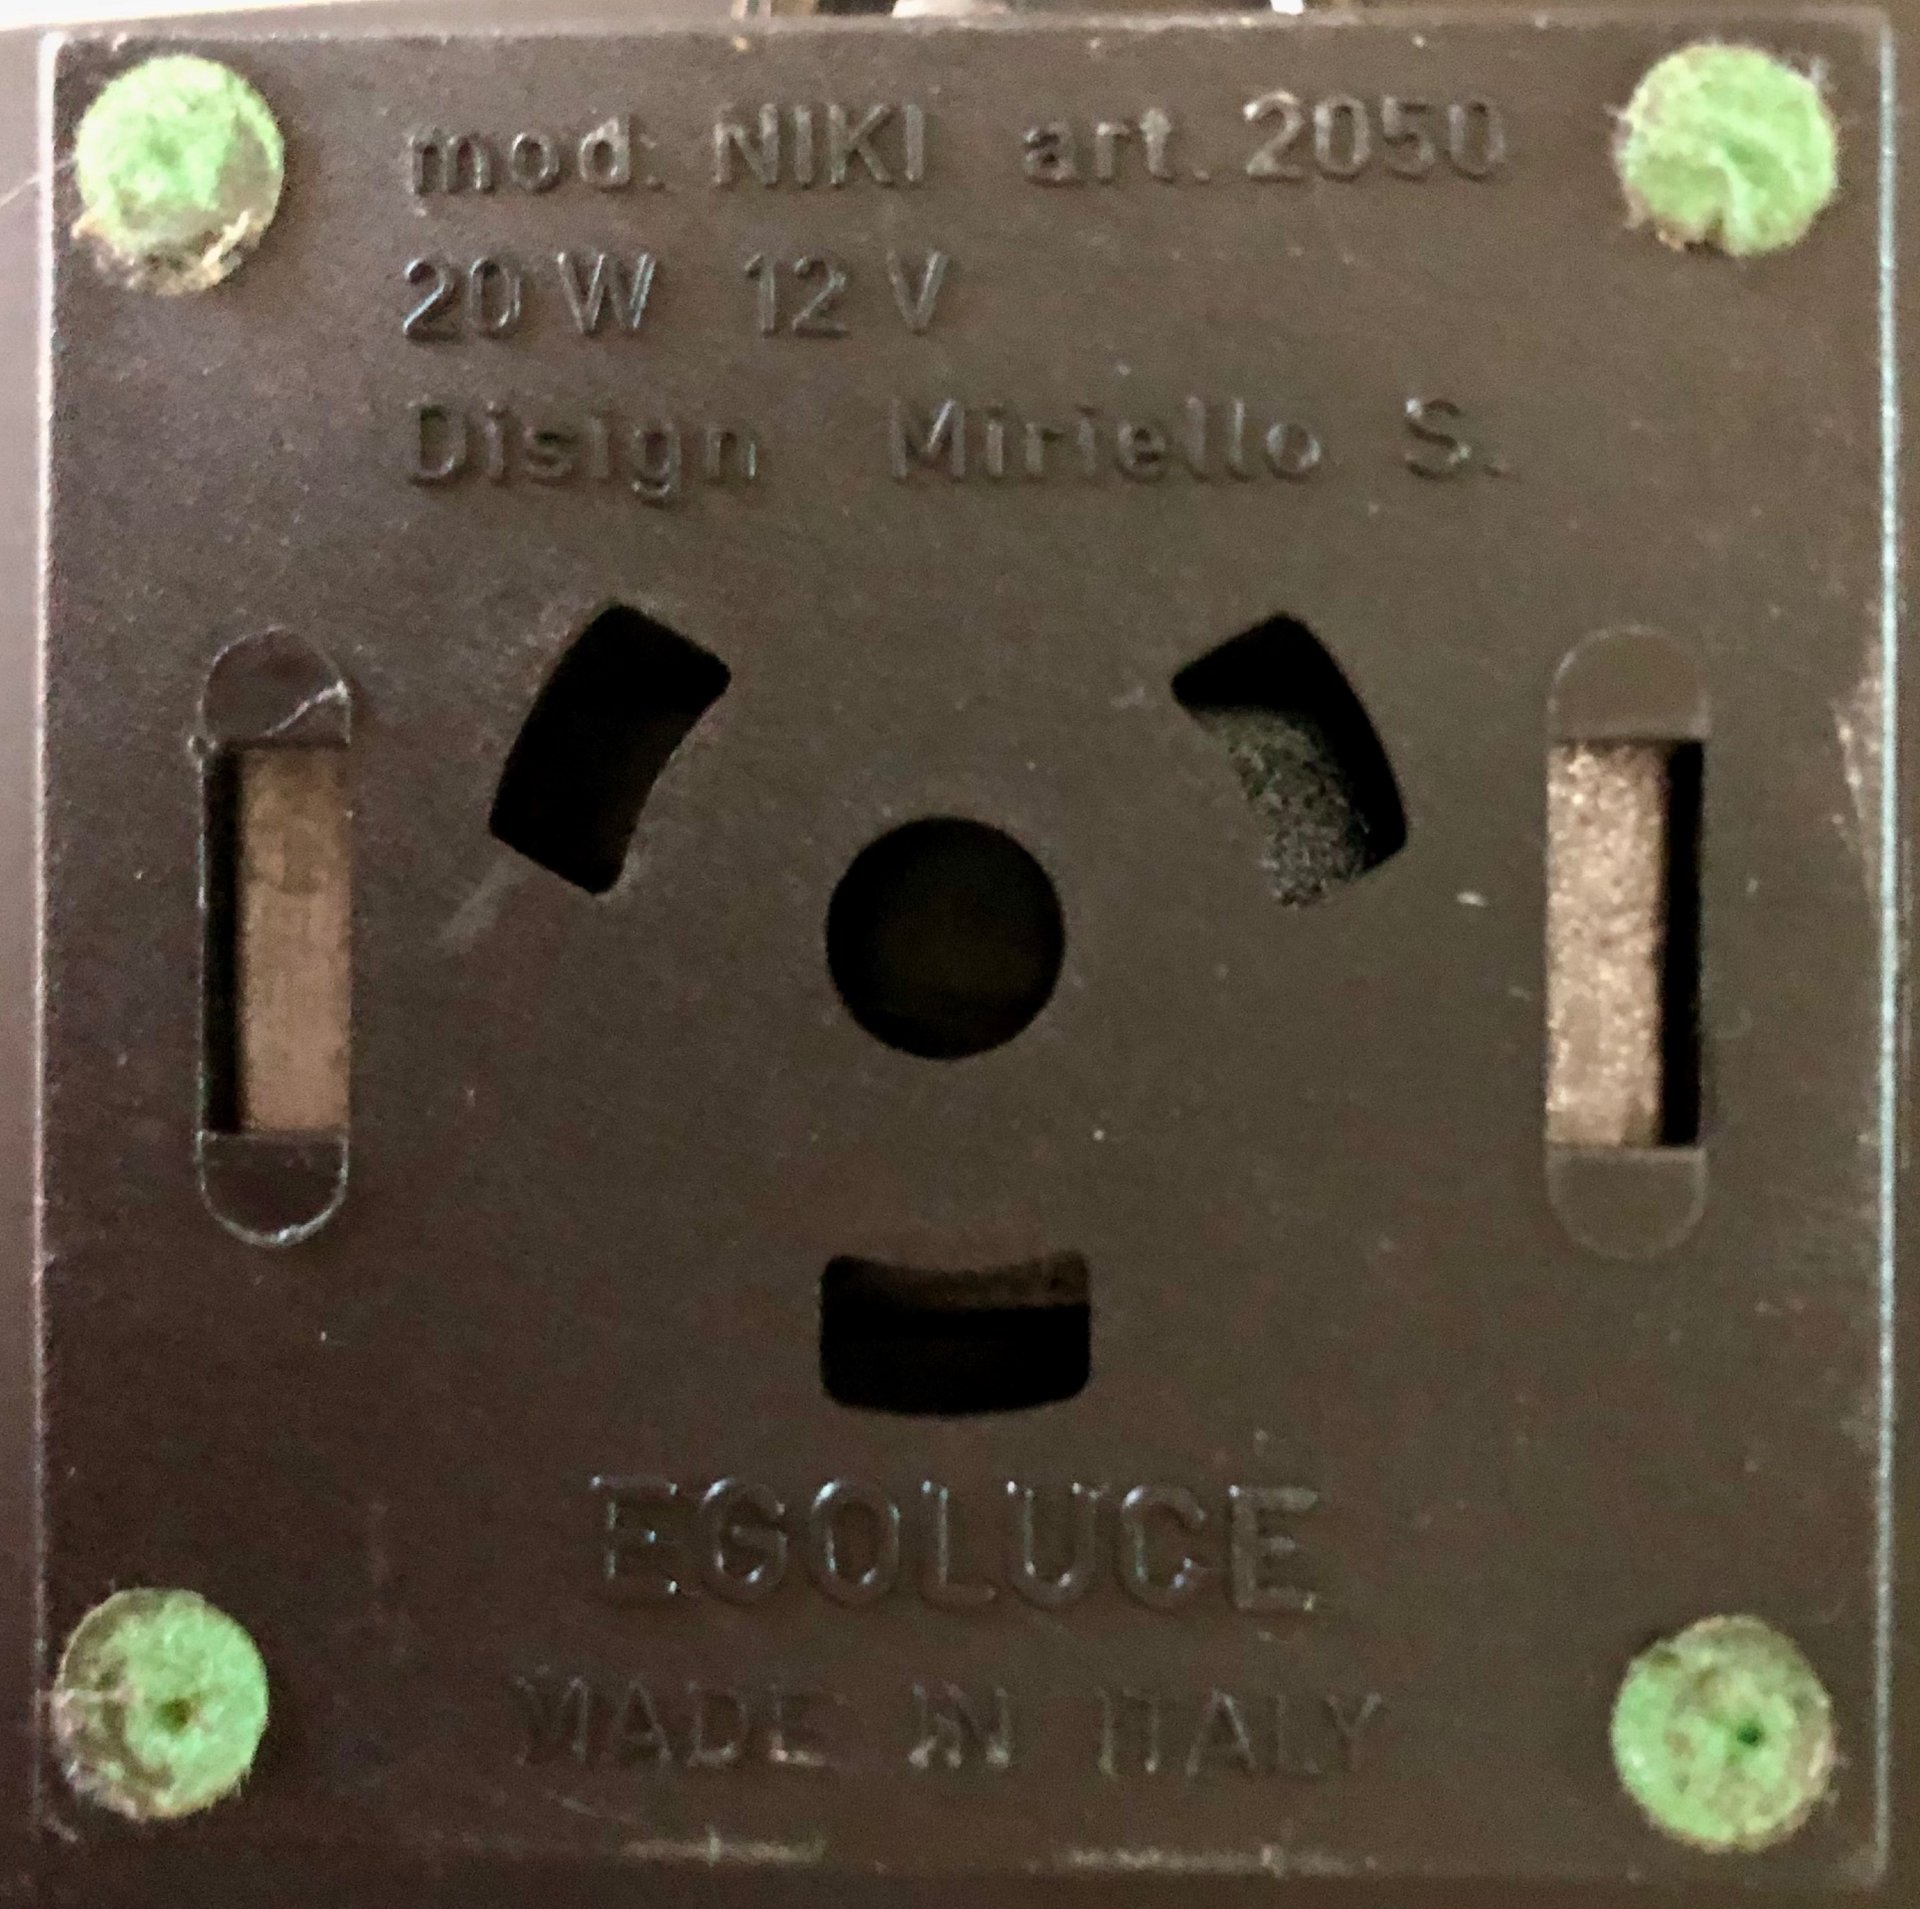 mod. NIKI art. 2050
20 W 12 V
Disign Miriello S.
EGOLUCE
MADE IN ITALY